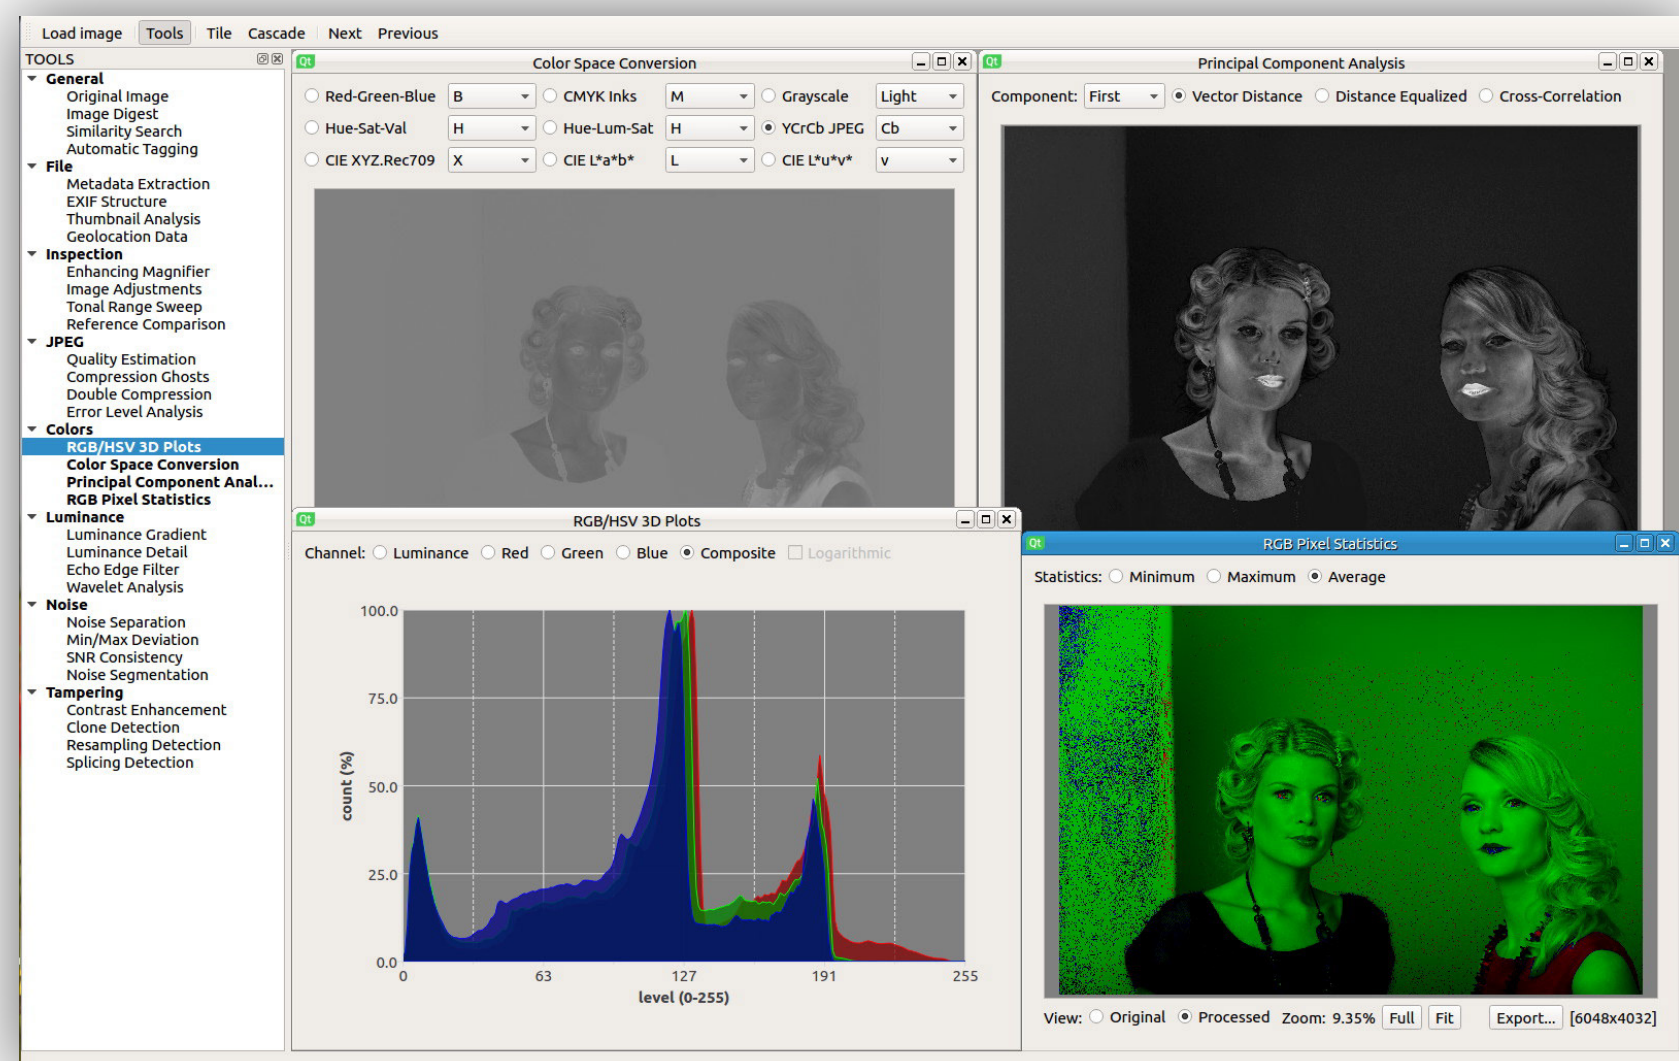 Load image Tools Tile Cascade Next Previous
TOOLS
General
Original Image
Image Digest
Similarity Search
Automatic Tagging
File
Metadata Extraction
EXIF Structure
Thumbnail Analysis
Geolocation Data
Inspection
Enhancing Magnifier
Image Adjustments
Tonal Range Sweep
Reference Comparison
JPEG
Quality Estimation
Compression Ghosts
Double Compression
Error Level Analysis
Colors
RGB/HSV 3D Plots
Color Space Conversion
Principal Component Anal...
RGB Pixel Statistics
Luminance
Luminance Gradient
Luminance Detail
Echo Edge Filter
Wavelet Analysis
Noise
Noise Separation
Min/Max Deviation
SNR Consistency
Noise Segmentation
Tampering
Contrast Enhancement
Clone Detection
Resampling Detection
Splicing Detection
Qt Color Space Conversion
Red-Green-Blue B CMYK Inks M Grayscale Light
Hue-Sat-Val H Hue-Lum-Sat H YCrCb JPEG Cb
CIE XYZ.Rec709 X CIE L*a*b* L CIE L*u*v* v
Qt Principal Component Analysis
Component: First Vector Distance Distance Equalized Cross-Correlation
Qt RGB/HSV 3D Plots
Channel: Luminance Red Green Blue Composite Logarithmic
100.0
75.0
50.0
25.0
0.0
count (%)
0 63 127 191 255
level (0-255)
Qt RGB Pixel Statistics
Statistics: Minimum Maximum Average
View: Original Processed Zoom: 9.35% Full Fit Export... [6048x4032]